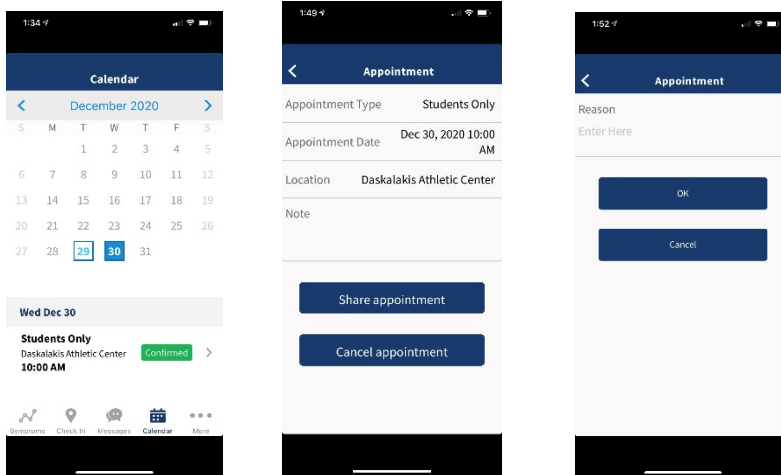 1:34
Calendar
December 2020
S M T W T F S
1 2 3 4 5
6 7 8 9 10 11 12
13 14 15 16 17 18 19
20 21 22 23 24 25 26
27 28 29 30 31
Wed Dec 30
Students Only
Daskalakis Athletic Center
Confirmed
10:00 AM
Symptoms Check In Messages Calendar More
1:49
Appointment
Appointment Type Students Only
Appointment Date Dec 30, 2020 10:00
AM
Location Daskalakis Athletic Center
Note
Share appointment
Cancel appointment
1:52
Appointment
Reason
Enter Here
OK
Cancel